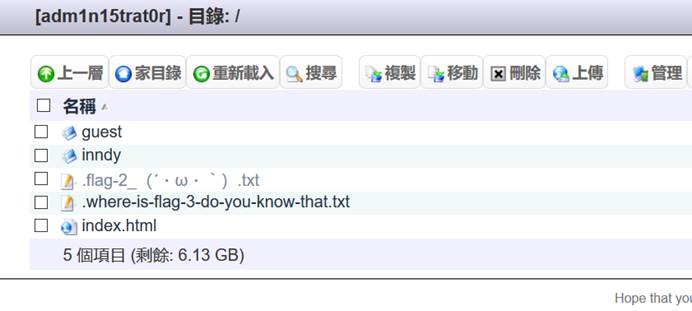 [adm1n15trat0r] - 目錄: /
上一層 家目錄 重新載入 搜尋 複製 移動 刪除 上傳 管理
名稱
guest
inndy
.flag-2_ (´・ω・`) .txt
.where-is-flag-3-do-you-know-that.txt
index.html
5 個項目 (剩餘: 6.13 GB)
Hope that you